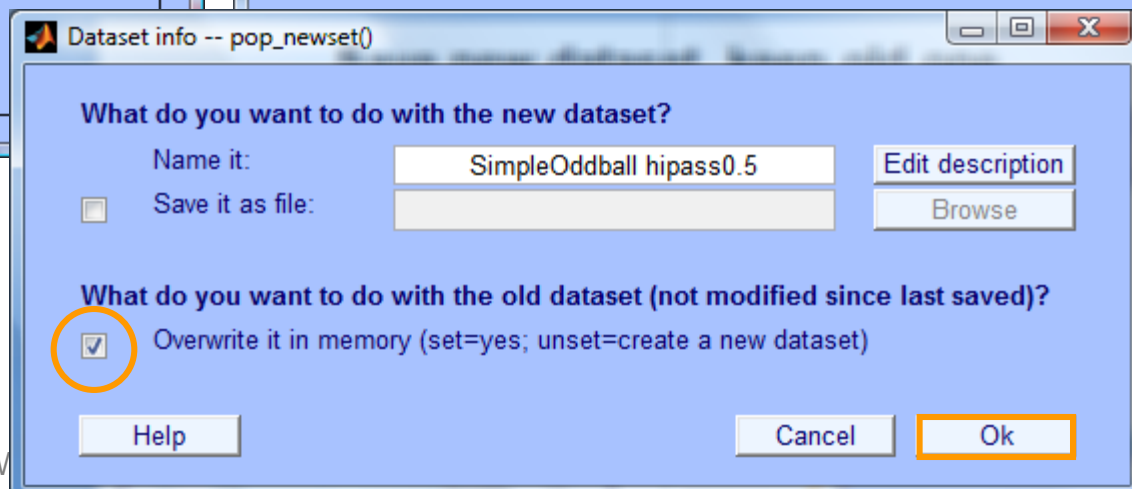 Dataset info -- pop_newset()
What do you want to do with the new dataset?
Name it:
SimpleOddball hipass0.5
Edit description
Save it as file:
Browse
What do you want to do with the old dataset (not modified since last saved)?
Overwrite it in memory (set=yes; unset=create a new dataset)
Help
Cancel
Ok